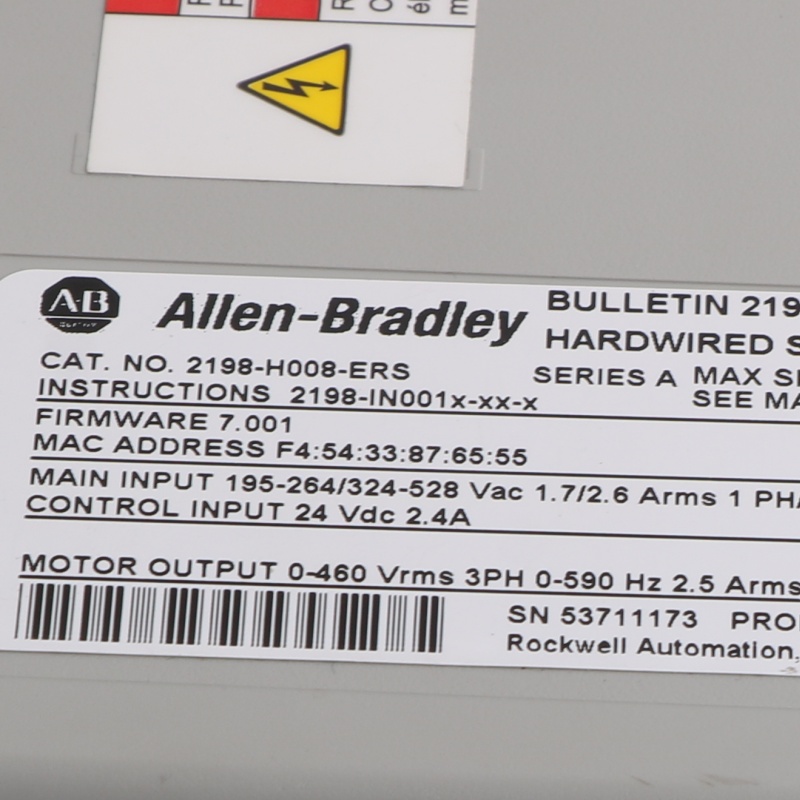 A-B
Allen-Bradley
BULLETIN 219
HARDWIRED S
CAT. NO. 2198-H008-ERS
SERIES A MAX S
INSTRUCTIONS 2198-IN001x-xx-x
SEE MA
FIRMWARE 7.001
MAC ADDRESS F4:54:33:87:65:55
MAIN INPUT 195-264/324-528 Vac 1.7/2.6 Arms 1 PHA
CONTROL INPUT 24 Vdc 2.4A
MOTOR OUTPUT 0-460 Vrms 3PH 0-590 Hz 2.5 Arms
SN 53711173 PRO
Rockwell Automation,